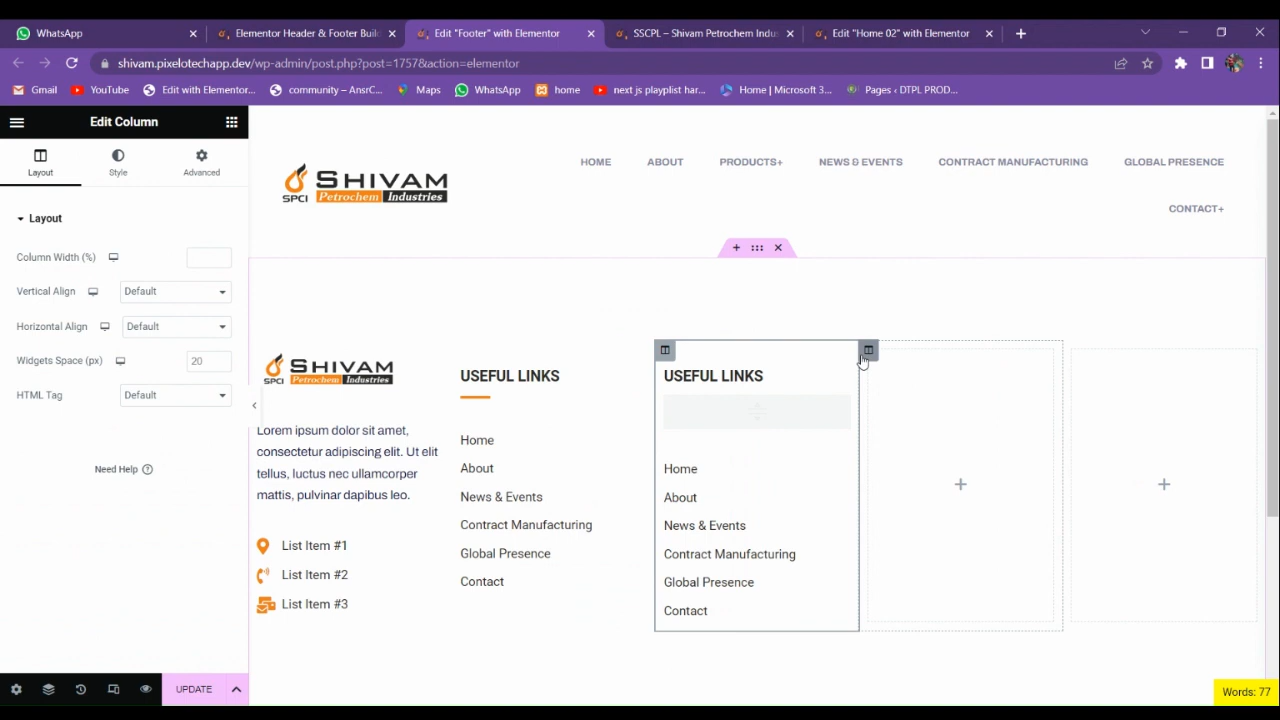 WhatsApp
Elementor Header & Footer Buil
Edit "Footer" with Elementor
SSCPL – Shivam Petrochem Indus
Edit "Home 02" with Elementor
shivam.pixelotechapp.dev/wp-admin/post.php?post=1757&action=elementor
Gmail
YouTube
Edit with Elementor...
community – AnsrC...
Maps
WhatsApp
home
next js playlist har...
Home | Microsoft 3...
Pages ‹ DTPL PROD...
Edit Column
Layout
Style
Advanced
Layout
Column Width (%)
Vertical Align
Default
Horizontal Align
Default
Widgets Space (px)
20
HTML Tag
Default
Need Help
UPDATE
SHIVAM
SPCI Petrochem Industries
HOME
ABOUT
PRODUCTS+
NEWS & EVENTS
CONTRACT MANUFACTURING
GLOBAL PRESENCE
CONTACT+
SHIVAM
SPCI Petrochem Industries
Lorem ipsum dolor sit amet,
consectetur adipiscing elit. Ut elit
tellus, luctus nec ullamcorper
mattis, pulvinar dapibus leo.
List Item #1
List Item #2
List Item #3
USEFUL LINKS
Home
About
News & Events
Contract Manufacturing
Global Presence
Contact
USEFUL LINKS
Home
About
News & Events
Contract Manufacturing
Global Presence
Contact
Words: 77